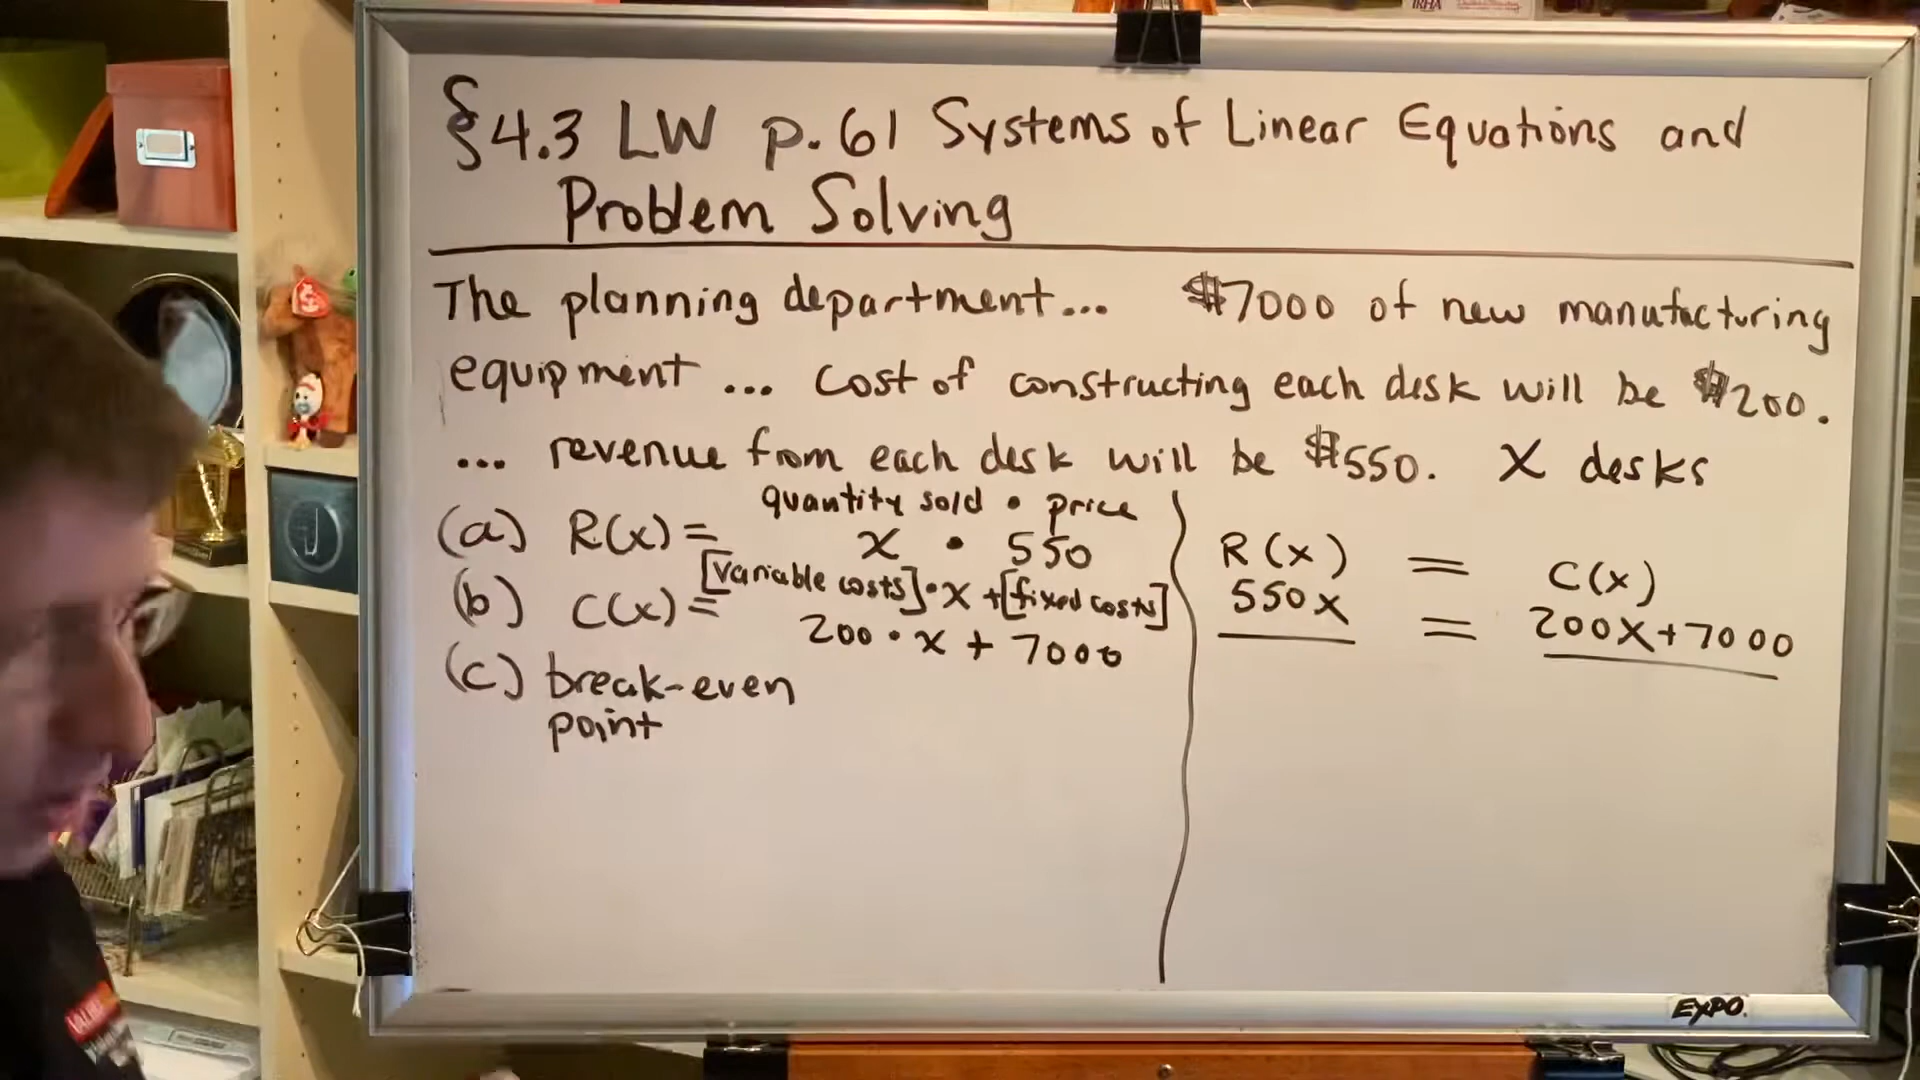 §4.3 LW p.61 Systems of Linear Equations and
Problem Solving
The planning department... $7000 of new manufacturing
equipment ... cost of constructing each desk will be $200.
... revenue from each desk will be $550. X desks
quantity sold • price
(a) R(x) = x • 550
[variable costs]•x + [fixed costs]
(b) C(x) =
200•x + 7000
(c) break-even
point
R(x) = C(x)
550x = 200x+7000
EXPO.
IRHA